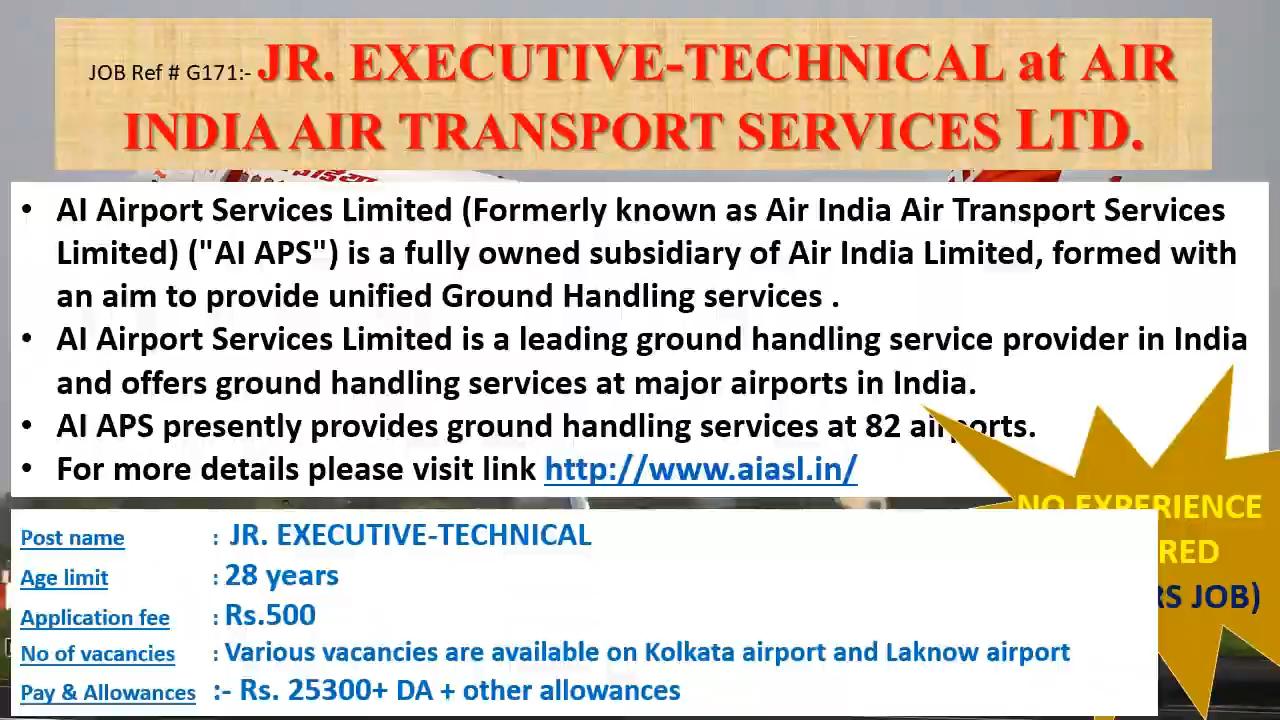 JOB Ref # G171:- JR. EXECUTIVE-TECHNICAL at AIR
INDIA AIR TRANSPORT SERVICES LTD.
• AI Airport Services Limited (Formerly known as Air India Air Transport Services
Limited) ("AI APS") is a fully owned subsidiary of Air India Limited, formed with
an aim to provide unified Ground Handling services .
• AI Airport Services Limited is a leading ground handling service provider in India
and offers ground handling services at major airports in India.
• AI APS presently provides ground handling services at 82 airports.
• For more details please visit link http://www.aiasl.in/
NO EXPERIENCE
RED
RS JOB)
Post name : JR. EXECUTIVE-TECHNICAL
Age limit : 28 years
Application fee : Rs.500
No of vacancies : Various vacancies are available on Kolkata airport and Laknow airport
Pay & Allowances :- Rs. 25300+ DA + other allowances